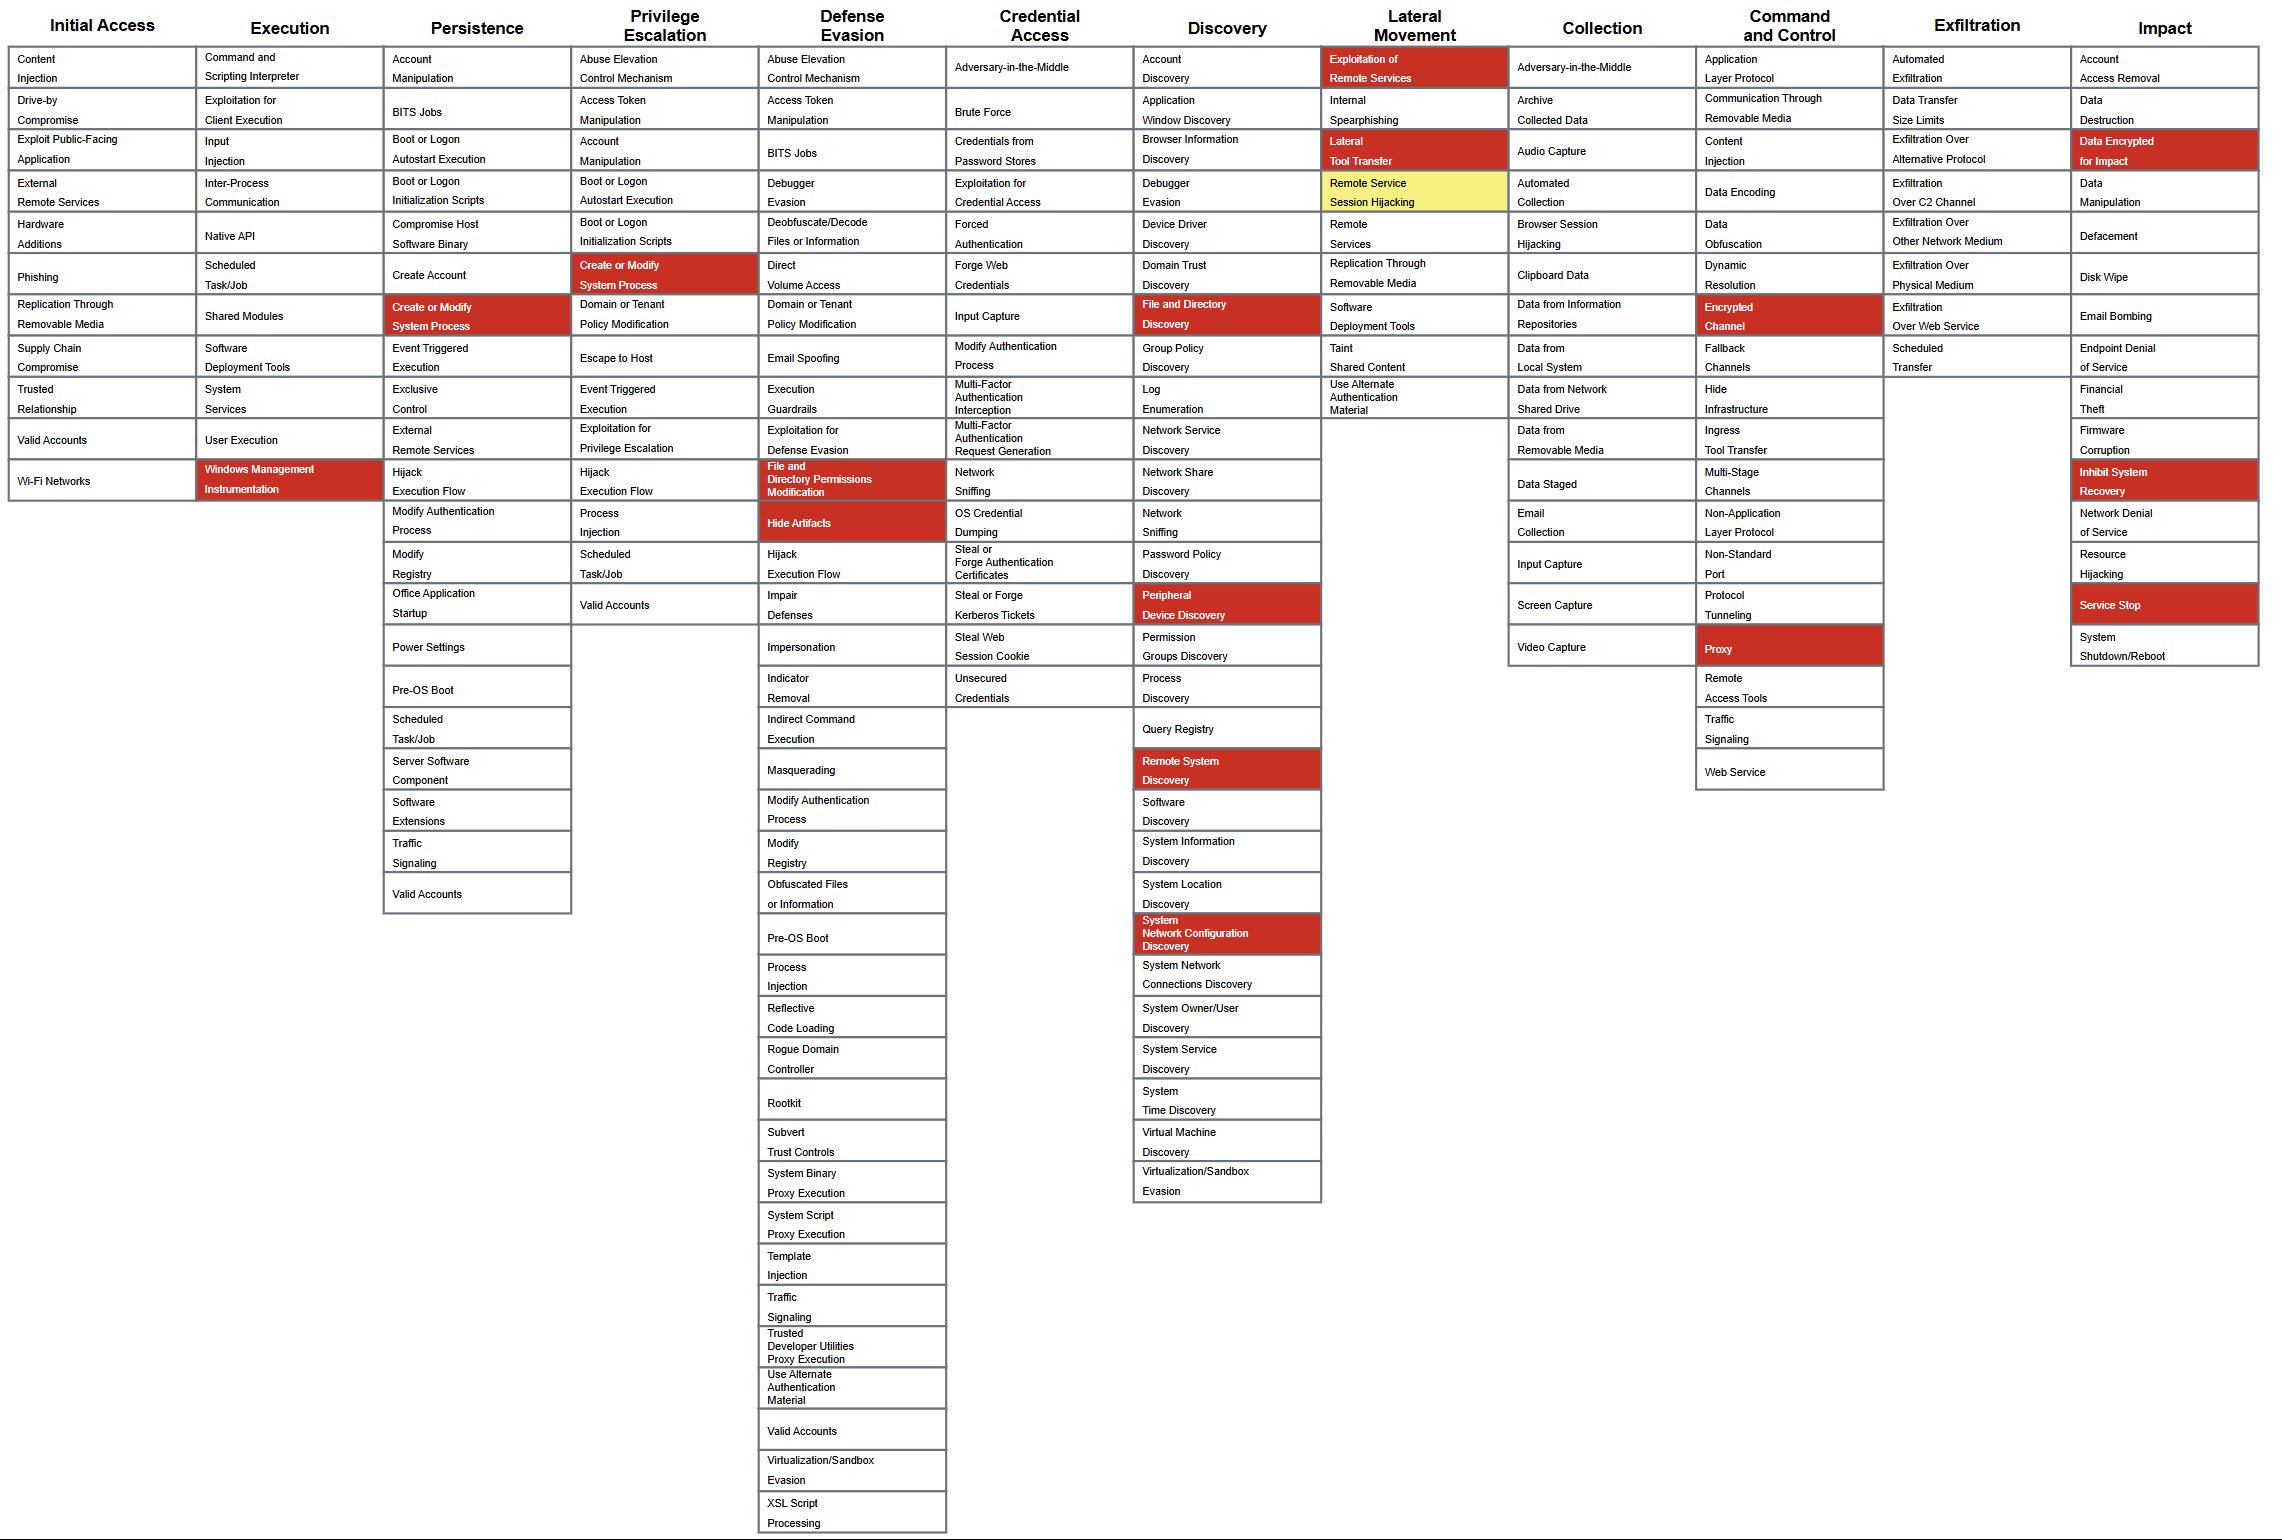 Initial Access
Content
Injection
Drive-by
Compromise
Exploit Public-Facing
Application
External
Remote Services
Hardware
Additions
Phishing
Replication Through
Removable Media
Supply Chain
Compromise
Trusted
Relationship
Valid Accounts
Wi-Fi Networks
Execution
Command and
Scripting Interpreter
Exploitation for
Client Execution
Input
Injection
Inter-Process
Communication
Native API
Scheduled
Task/Job
Shared Modules
Software
Deployment Tools
System
Services
User Execution
Windows Management
Instrumentation
Persistence
Account
Manipulation
BITS Jobs
Boot or Logon
Autostart Execution
Boot or Logon
Initialization Scripts
Compromise Host
Software Binary
Create Account
Create or Modify
System Process
Event Triggered
Execution
Exclusive
Control
External
Remote Services
Hijack
Execution Flow
Modify Authentication
Process
Modify
Registry
Office Application
Startup
Power Settings
Pre-OS Boot
Scheduled
Task/Job
Server Software
Component
Software
Extensions
Traffic
Signaling
Valid Accounts
Privilege
Escalation
Abuse Elevation
Control Mechanism
Access Token
Manipulation
Account
Manipulation
Boot or Logon
Autostart Execution
Boot or Logon
Initialization Scripts
Create or Modify
System Process
Domain or Tenant
Policy Modification
Escape to Host
Event Triggered
Execution
Exploitation for
Privilege Escalation
Hijack
Execution Flow
Process
Injection
Scheduled
Task/Job
Valid Accounts
Defense
Evasion
Abuse Elevation
Control Mechanism
Access Token
Manipulation
BITS Jobs
Debugger
Evasion
Deobfuscate/Decode
Files or Information
Direct
Volume Access
Domain or Tenant
Policy Modification
Email Spoofing
Execution
Guardrails
Exploitation for
Defense Evasion
File and
Directory Permissions
Modification
Hide Artifacts
Hijack
Execution Flow
Impair
Defenses
Impersonation
Indicator
Removal
Indirect Command
Execution
Masquerading
Modify Authentication
Process
Modify
Registry
Obfuscated Files
or Information
Pre-OS Boot
Process
Injection
Reflective
Code Loading
Rogue Domain
Controller
Rootkit
Subvert
Trust Controls
System Binary
Proxy Execution
System Script
Proxy Execution
Template
Injection
Traffic
Signaling
Trusted
Developer Utilities
Proxy Execution
Use Alternate
Authentication
Material
Valid Accounts
Virtualization/Sandbox
Evasion
XSL Script
Processing
Credential
Access
Adversary-in-the-Middle
Brute Force
Credentials from
Password Stores
Exploitation for
Credential Access
Forced
Authentication
Forge Web
Credentials
Input Capture
Modify Authentication
Process
Multi-Factor
Authentication
Interception
Multi-Factor
Authentication
Request Generation
Network
Sniffing
OS Credential
Dumping
Steal or
Forge Authentication
Certificates
Steal or Forge
Kerberos Tickets
Steal Web
Session Cookie
Unsecured
Credentials
Discovery
Account
Discovery
Application
Window Discovery
Browser Information
Discovery
Debugger
Evasion
Device Driver
Discovery
Domain Trust
Discovery
File and Directory
Discovery
Group Policy
Discovery
Log
Enumeration
Network Service
Discovery
Network Share
Discovery
Network
Sniffing
Password Policy
Discovery
Peripheral
Device Discovery
Permission
Groups Discovery
Process
Discovery
Query Registry
Remote System
Discovery
Software
Discovery
System Information
Discovery
System Location
Discovery
System
Network Configuration
Discovery
System Network
Connections Discovery
System Owner/User
Discovery
System Service
Discovery
System
Time Discovery
Virtual Machine
Discovery
Virtualization/Sandbox
Evasion
Lateral
Movement
Exploitation of
Remote Services
Internal
Spearphishing
Lateral
Tool Transfer
Remote Service
Session Hijacking
Remote
Services
Replication Through
Removable Media
Software
Deployment Tools
Taint
Shared Content
Use Alternate
Authentication
Material
Collection
Adversary-in-the-Middle
Archive
Collected Data
Audio Capture
Automated
Collection
Browser Session
Hijacking
Clipboard Data
Data from Information
Repositories
Data from
Local System
Data from Network
Shared Drive
Data from
Removable Media
Data Staged
Email
Collection
Input Capture
Screen Capture
Video Capture
Command
and Control
Application
Layer Protocol
Communication Through
Removable Media
Content
Injection
Data Encoding
Data
Obfuscation
Dynamic
Resolution
Encrypted
Channel
Fallback
Channels
Hide
Infrastructure
Ingress
Tool Transfer
Multi-Stage
Channels
Non-Application
Layer Protocol
Non-Standard
Port
Protocol
Tunneling
Proxy
Remote
Access Tools
Traffic
Signaling
Web Service
Exfiltration
Automated
Exfiltration
Data Transfer
Size Limits
Exfiltration Over
Alternative Protocol
Exfiltration
Over C2 Channel
Exfiltration Over
Other Network Medium
Exfiltration Over
Physical Medium
Exfiltration
Over Web Service
Scheduled
Transfer
Impact
Account
Access Removal
Data
Destruction
Data Encrypted
for Impact
Data
Manipulation
Defacement
Disk Wipe
Email Bombing
Endpoint Denial
of Service
Financial
Theft
Firmware
Corruption
Inhibit System
Recovery
Network Denial
of Service
Resource
Hijacking
Service Stop
System
Shutdown/Reboot